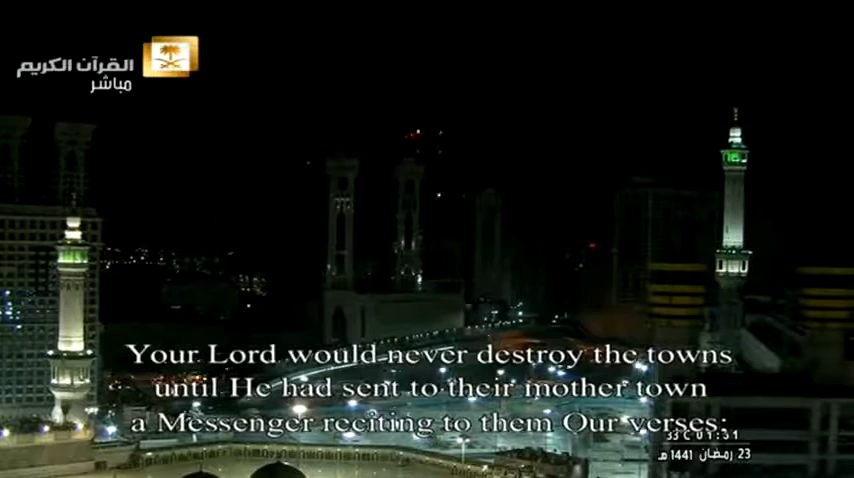 القرآن الكريم
مباشر
Your Lord would never destroy the towns
until He had sent to their mother town
a Messenger reciting to them Our verses:
33 C 01:31
23 رمضان 1441 هـ